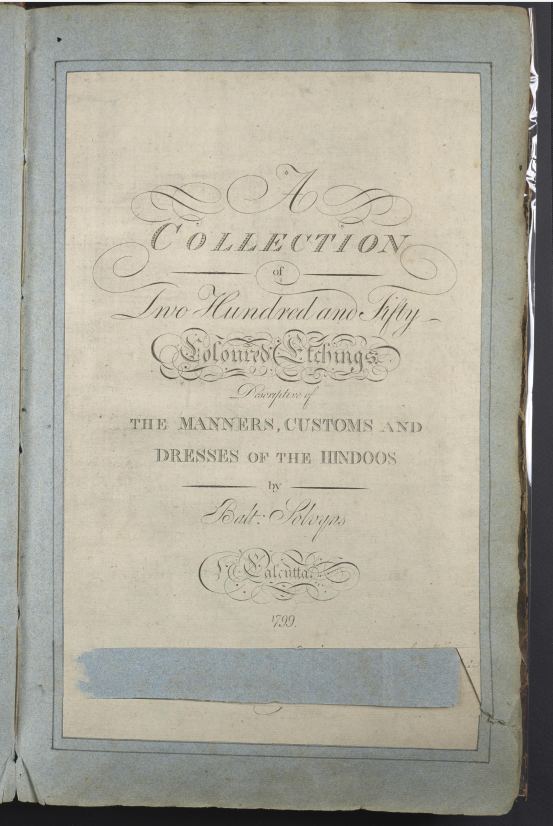 A
COLLECTION
of
Two Hundred and Fifty
Coloured Etchings
Descriptive of
THE MANNERS, CUSTOMS AND
DRESSES OF THE HINDOOS
by
Balt: Solvyns
Calcutta
1799.